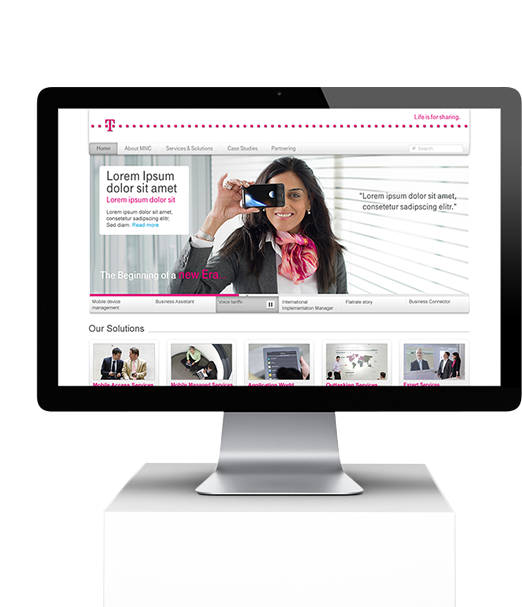 T
Life is for sharing.
Home About MNC Services & Solutions Case Studies Partnering Search
Lorem Ipsum
dolor sit amet
Lorem ipsum dolor sit
Lorem ipsum dolor sit amet,
consetetur sadipscing elitr.
Sed diam. Read more
"Lorem ipsum dolor sit amet,
consetetur sadipscing elitr."
The Beginning of a New Era.
Mobile device
management
Business Assistant
Voice tariffs
International
Implementation Manager
Flatrate story
Business Connector
Our Solutions
Mobile Access Services
Mobile Managed Services
Application World
Outtasking Services
Expert Services